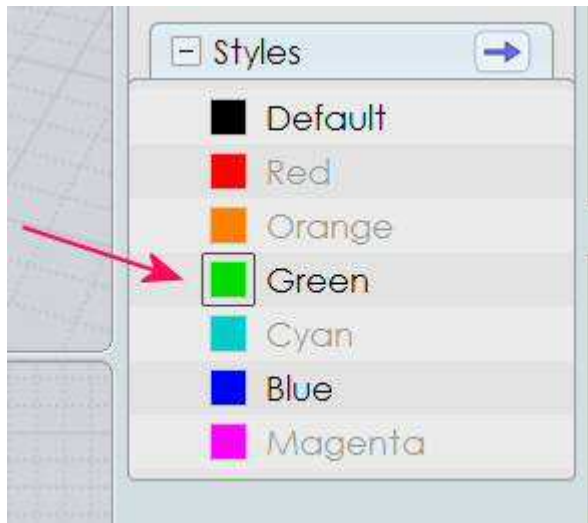 Styles
Default
Red
Orange
Green
Cyan
Blue
Magenta